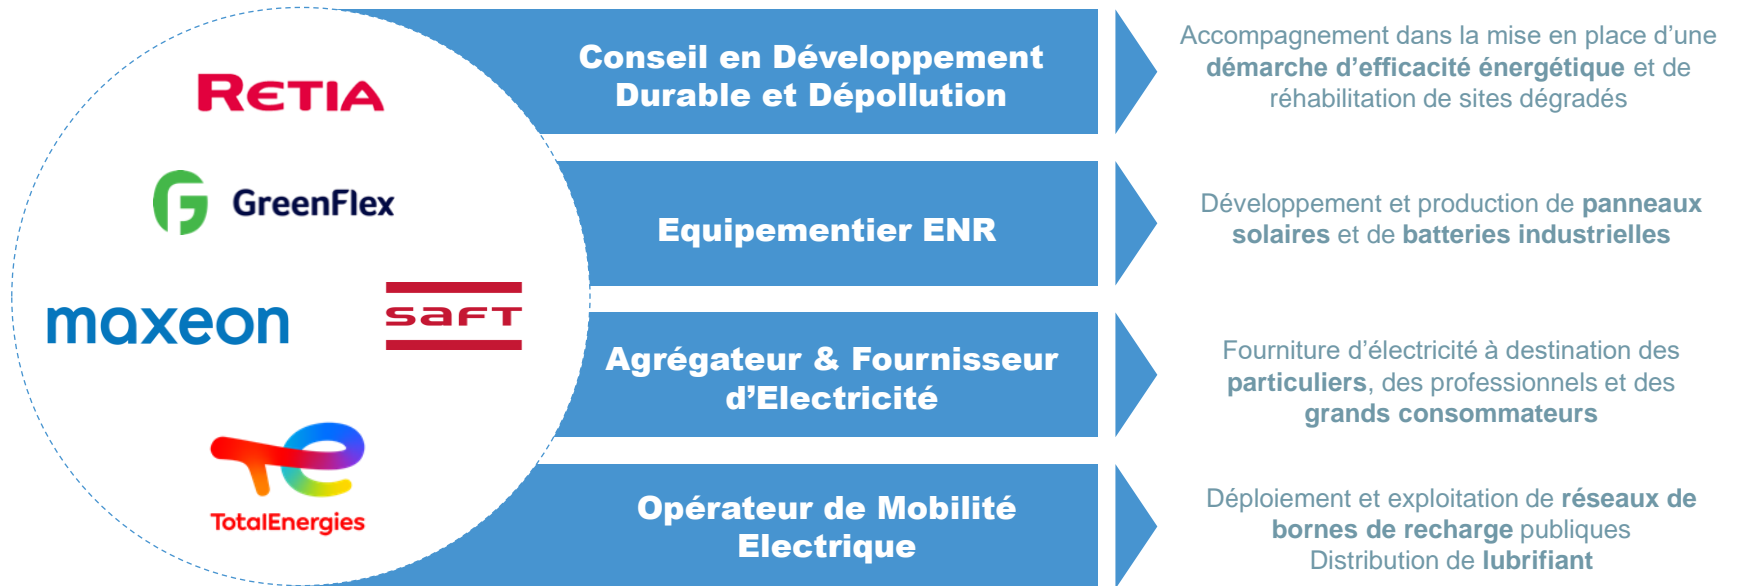 RETIA
GreenFlex
maxeon
SAFT
TotalEnergies
Conseil en Développement
Durable et Dépollution
Accompagnement dans la mise en place d’une
démarche d’efficacité énergétique et de
réhabilitation de sites dégradés
Equipementier ENR
Développement et production de panneaux
solaires et de batteries industrielles
Agrégateur & Fournisseur
d’Electricité
Fourniture d’électricité à destination des
particuliers, des professionnels et des
grands consommateurs
Opérateur de Mobilité
Electrique
Déploiement et exploitation de réseaux de
bornes de recharge publiques
Distribution de lubrifiant